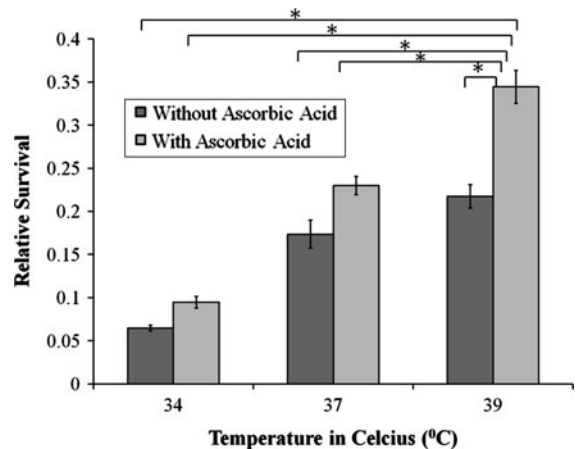 * 
*
*
*
*
0.4
0.35
0.3
0.25
0.2
0.15
0.1
0.05
0
Relative Survival
Without Ascorbic Acid
With Ascorbic Acid
34 37 39
Temperature in Celcius (⁰C)